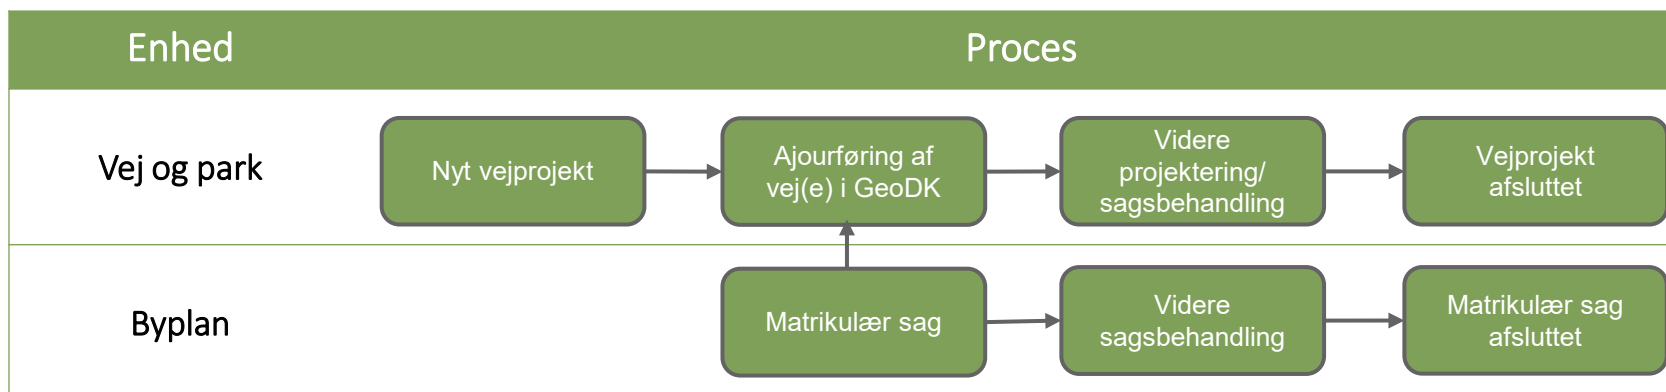 Enhed
Proces
Vej og park
Nyt vejprojekt
Ajourføring af
vej(e) i GeoDK
Videre
projektering/
sagsbehandling
Vejprojekt
afsluttet
Byplan
Matrikulær sag
Videre
sagsbehandling
Matrikulær sag
afsluttet